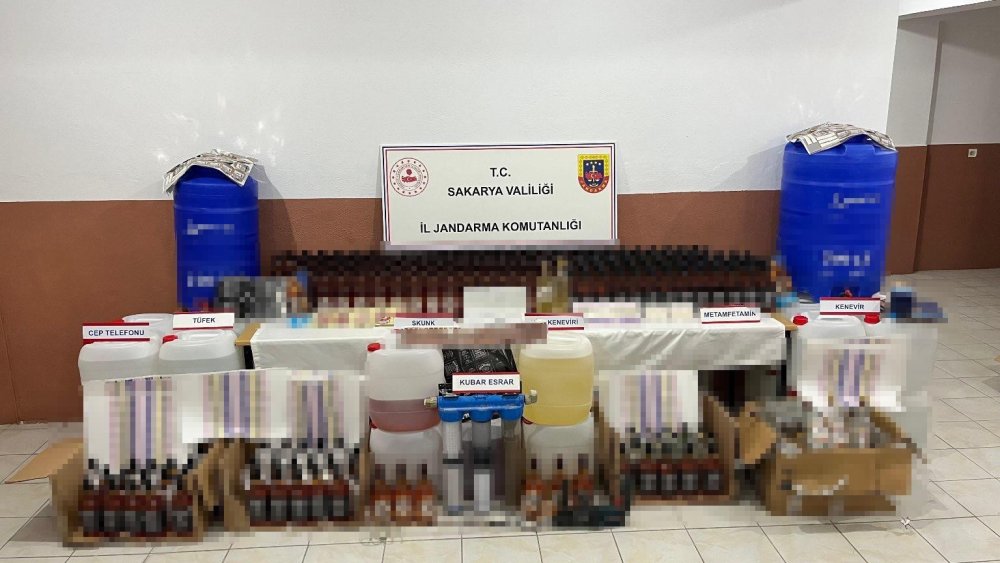 T.C.
SAKARYA VALİLİĞİ
İL JANDARMA KOMUTANLIĞI
CEP TELEFONU
TÜFEK
SKUNK
KENEVİRİ
METAMFETAMİN
KENEVİR
KUBAR ESRAR